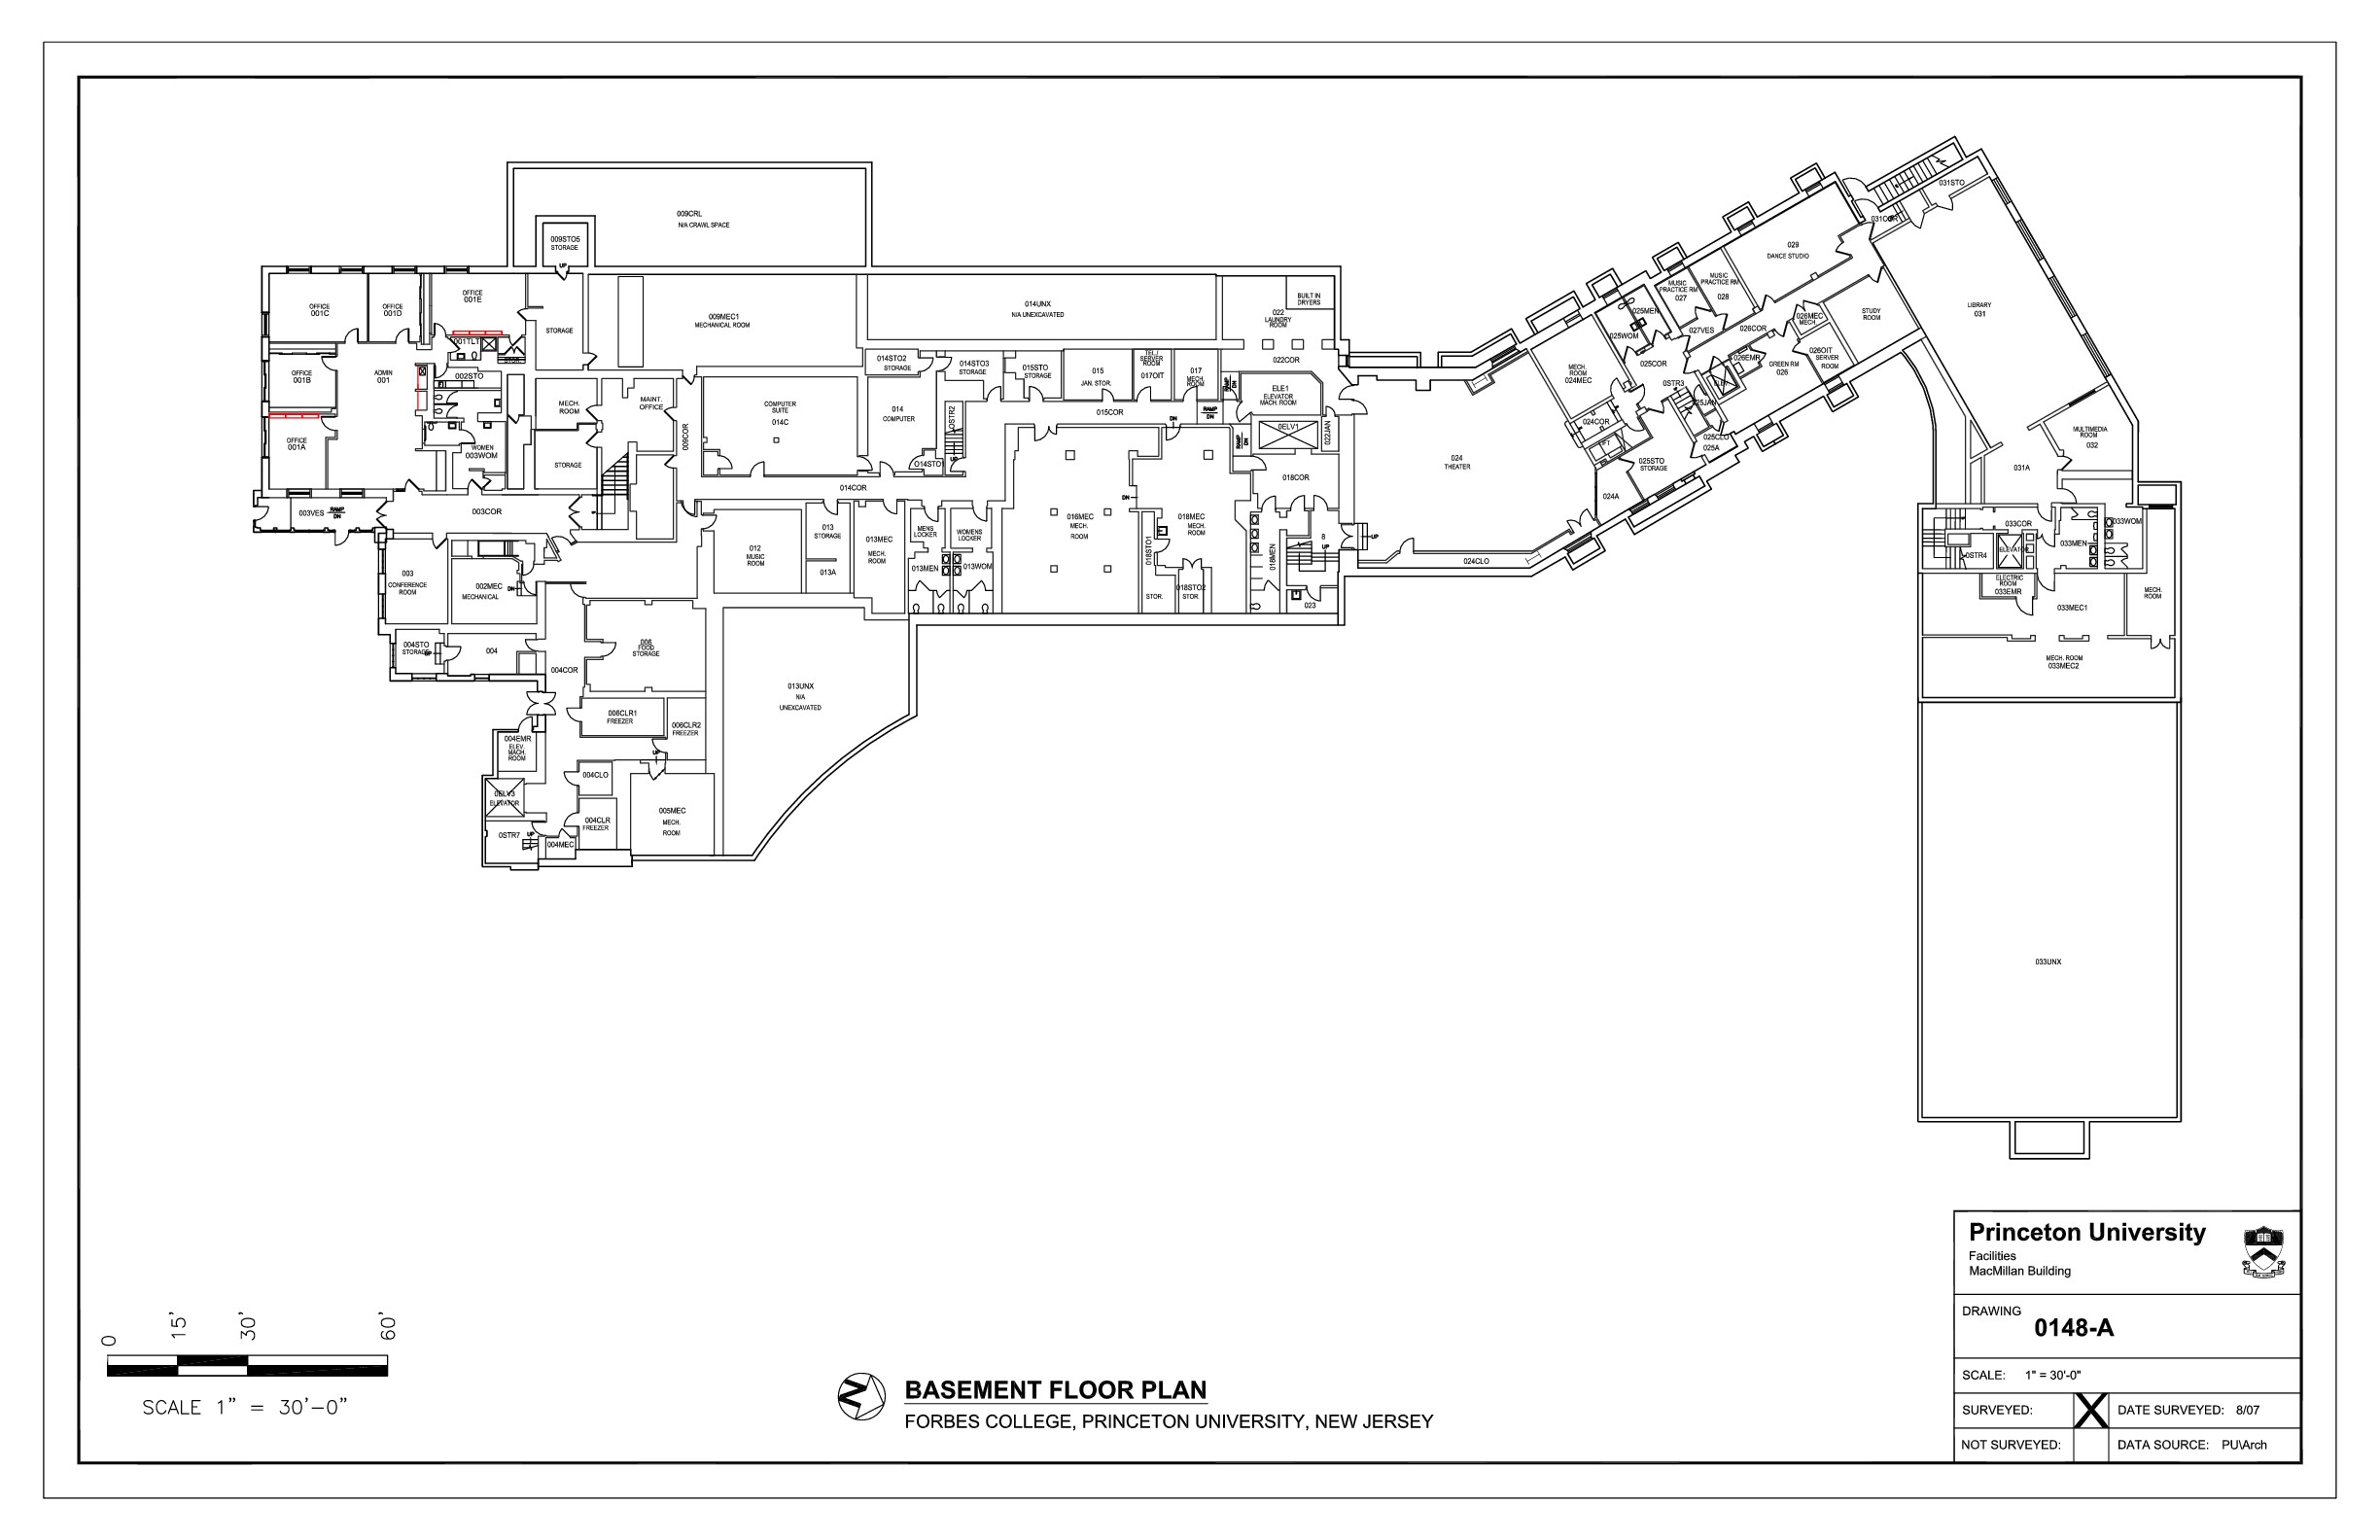 009CRL
N/A CRAWL SPACE
009STO5
STORAGE
UP
OFFICE
001C
OFFICE
001D
OFFICE
001E
STORAGE
009MEC1
MECHANICAL ROOM
014UNX
N/A UNEXCAVATED
022
LAUNDRY
ROOM
BUILT IN
DRYERS
022COR
001TLT
OFFICE
001B
ADMIN
001
002STO
OFFICE
001A
WOMEN
003WOM
MECH.
ROOM
STORAGE
MAINT.
OFFICE
009COR
COMPUTER
SUITE
014C
014STO2
STORAGE
014
COMPUTER
014STO3
STORAGE
015STO
STORAGE
015
JAN. STOR.
TEL./
SERVER
ROOM
017OIT
017
MECH.
ROOM
RAMP
DN
ELE1
ELEVATOR
MACH. ROOM
0STR2
UP
O14STO1
015COR
RAMP
DN
DN
RAMP
DN
0ELV1
022JAN
003VES
RAMP
DN
003COR
014COR
018COR
003
CONFERENCE
ROOM
002MEC
MECHANICAL
DN
012
MUSIC
ROOM
013
STORAGE
013A
013MEC
MECH.
ROOM
MENS
LOCKER
013MEN
WOMENS
LOCKER
013WOM
016MEC
MECH.
ROOM
DN
018MEC
MECH.
ROOM
018STO1
STOR.
018STO2
STOR.
018MEN
8
UP
UP
023
004STO
STORAGE
UP
004
004COR
006
FOOD
STORAGE
006CLR1
FREEZER
006CLR2
FREEZER
UP
013UNX
N/A
UNEXCAVATED
004EMR
ELEV.
MACH.
ROOM
0ELV3
ELEVATOR
004CLO
004CLR
FREEZER
005MEC
MECH.
ROOM
0STR7
UP
004MEC
024
THEATER
024CLO
024A
MECH.
ROOM
024MEC
024COR
025STO
STORAGE
025WOM
025MEN
025COR
0STR3
025JAN
025CLO
025A
MUSIC
PRACTICE RM
027
MUSIC
PRACTICE RM
028
027VES
026COR
026EMR
GREEN RM
026
026MEC
MECH.
026OIT
SERVER
ROOM
029
DANCE STUDIO
STUDY
ROOM
031COR
031STO
LIBRARY
031
MULTIMEDIA
ROOM
032
031A
033COR
0STR4
ELEVATOR
033MEN
033WOM
ELECTRIC
ROOM
033EMR
033MEC1
MECH.
ROOM
MECH. ROOM
033MEC2
033UNX
0
15'
30'
60'
SCALE 1" = 30'-0"
N
BASEMENT FLOOR PLAN
FORBES COLLEGE, PRINCETON UNIVERSITY, NEW JERSEY
Princeton University
Facilities
MacMillan Building
DRAWING
0148-A
SCALE: 1" = 30'-0"
SURVEYED: X DATE SURVEYED: 8/07
NOT SURVEYED: DATA SOURCE: PU\Arch